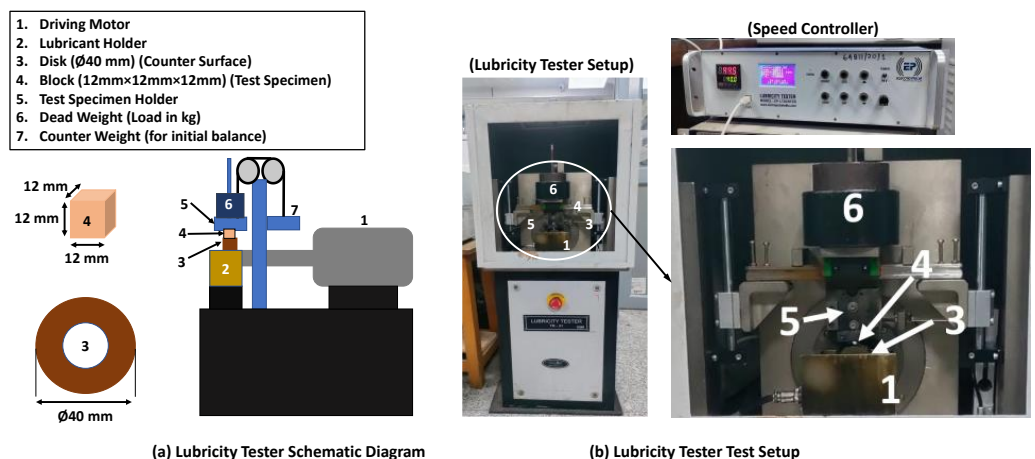 1. Driving Motor
2. Lubricant Holder
3. Disk (Ø40 mm) (Counter Surface)
4. Block (12mm×12mm×12mm) (Test Specimen)
5. Test Specimen Holder
6. Dead Weight (Load in kg)
7. Counter Weight (for initial balance)
12 mm
12 mm
4
12 mm
3
Ø40 mm
6
5
7
1
4
3
2
(a) Lubricity Tester Schematic Diagram
(Lubricity Tester Setup)
6
4
5
3
1
LUBRICITY TESTER
(Speed Controller)
EP
LUBRICITY TESTER
6
4
5
3
1
(b) Lubricity Tester Test Setup